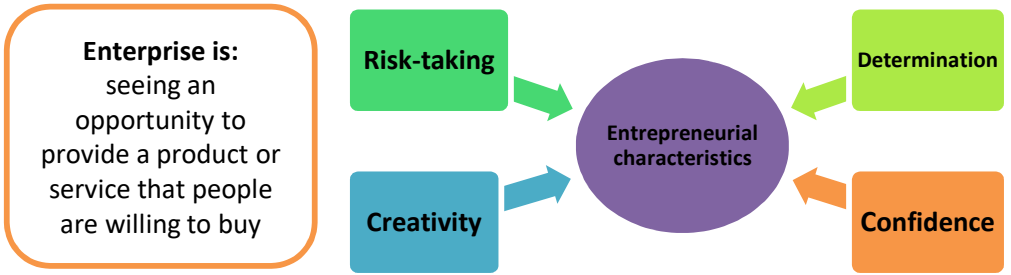 Enterprise is:
seeing an
opportunity to
provide a product or
service that people
are willing to buy
Risk-taking
Determination
Entrepreneurial
characteristics
Creativity
Confidence